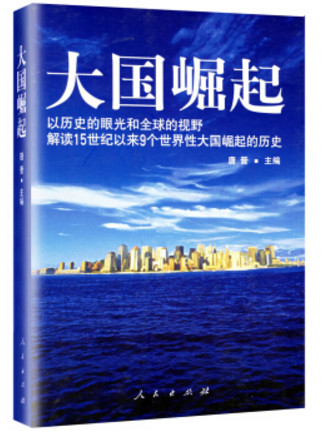 大国崛起
以历史的眼光和全球的视野
解读15世纪以来9个世界性大国崛起的历史
唐 晋 · 主编
人民出版社
大国崛起
唐 晋 · 主编